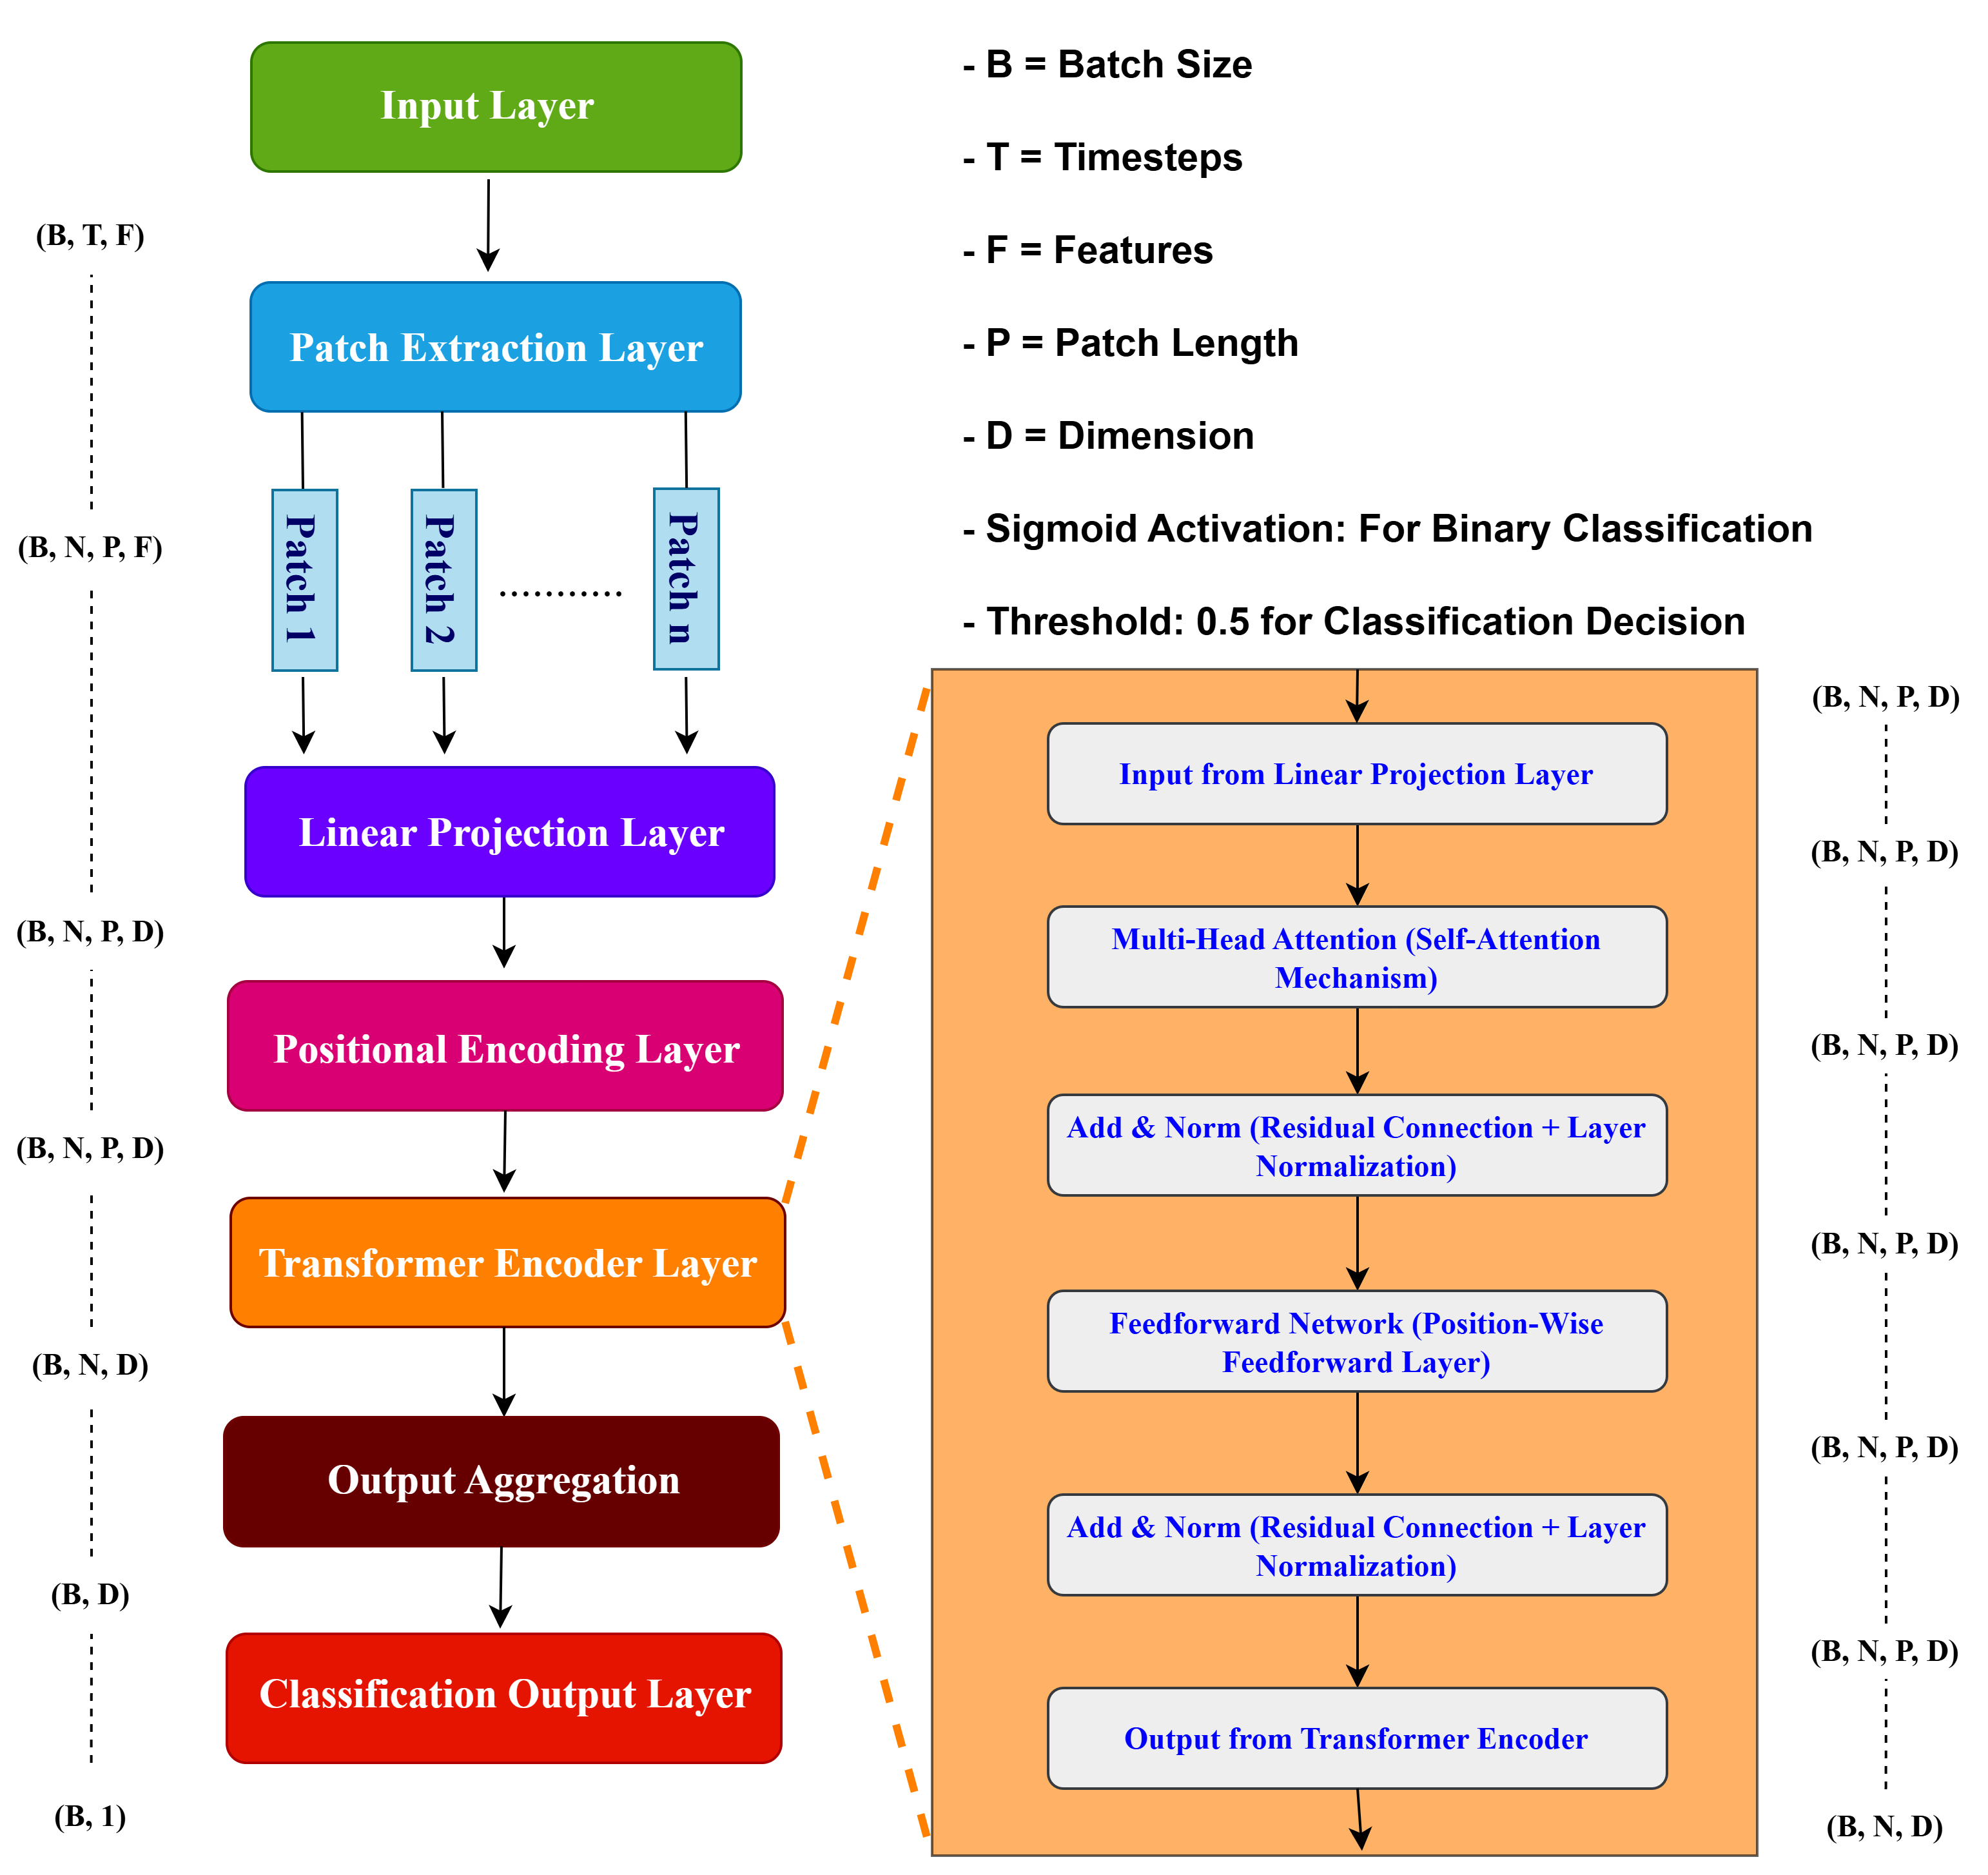 Input Layer
(B, T, F)
Patch Extraction Layer
(B, N, P, F)
Patch 1
Patch 2
...........
Patch n
Linear Projection Layer
(B, N, P, D)
Positional Encoding Layer
(B, N, P, D)
Transformer Encoder Layer
(B, N, D)
Output Aggregation
(B, D)
Classification Output Layer
(B, 1)
- B = Batch Size
- T = Timesteps
- F = Features
- P = Patch Length
- D = Dimension
- Sigmoid Activation: For Binary Classification
- Threshold: 0.5 for Classification Decision
(B, N, P, D)
Input from Linear Projection Layer
(B, N, P, D)
Multi-Head Attention (Self-Attention
Mechanism)
(B, N, P, D)
Add & Norm (Residual Connection + Layer
Normalization)
(B, N, P, D)
Feedforward Network (Position-Wise
Feedforward Layer)
(B, N, P, D)
Add & Norm (Residual Connection + Layer
Normalization)
(B, N, P, D)
Output from Transformer Encoder
(B, N, D)